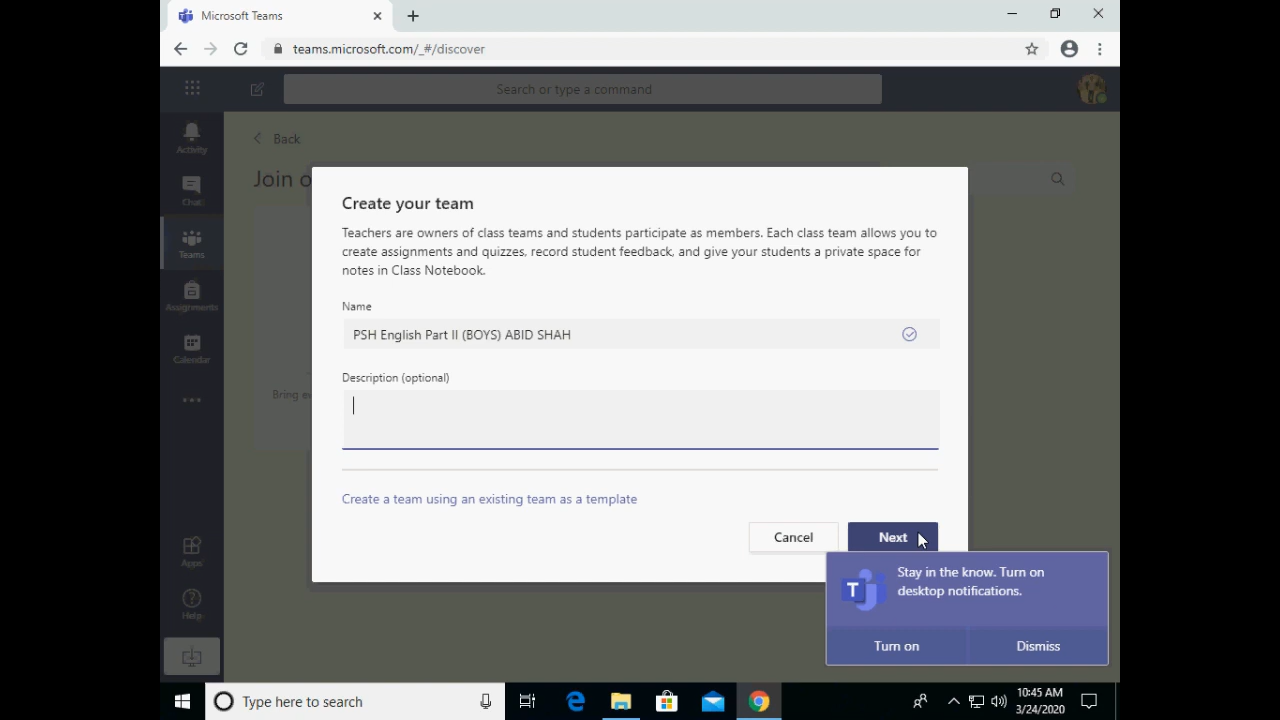 Microsoft Teams
teams.microsoft.com/_#/discover
Search or type a command
Activity
Chat
Teams
Assignments
Calendar
Apps
Help
Back
Join o
Bring e
Create your team
Teachers are owners of class teams and students participate as members. Each class team allows you to
create assignments and quizzes, record student feedback, and give your students a private space for
notes in Class Notebook.
Name
PSH English Part II (BOYS) ABID SHAH
Description (optional)
Create a team using an existing team as a template
Cancel
Next
Stay in the know. Turn on
desktop notifications.
Turn on
Dismiss
Type here to search
10:45 AM
3/24/2020